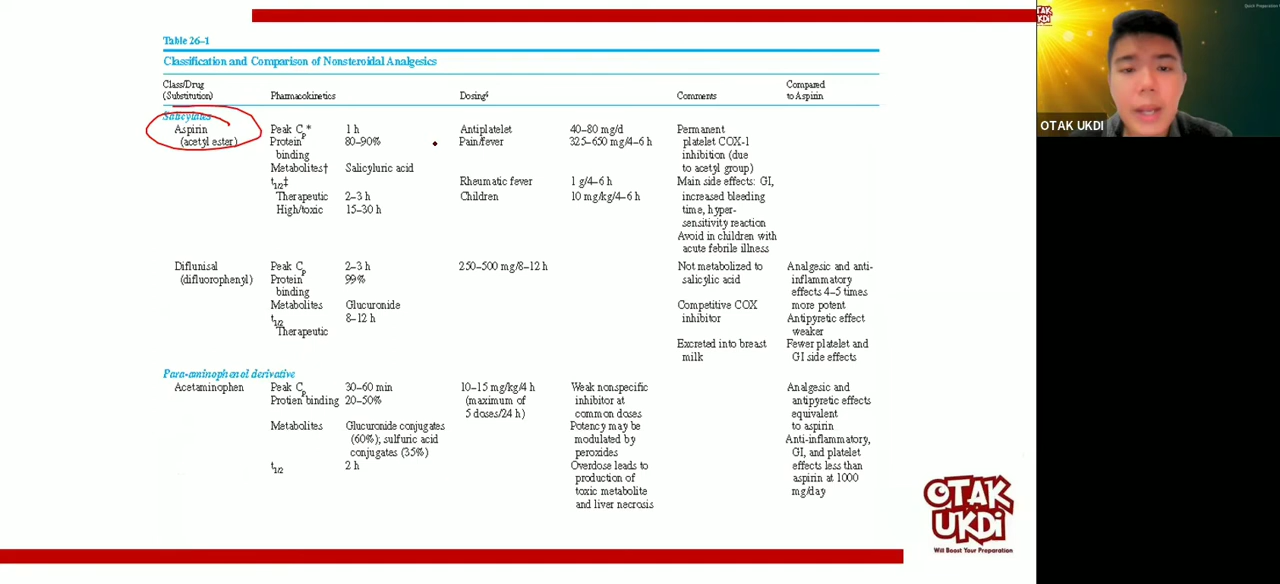 Table 26–1
Classification and Comparison of Nonsteroidal Analgesics
Class/Drug
(Substitution)
Pharmacokinetics
Dosing§
Comments
Compared
to Aspirin
Salicylates
Aspirin
(acetyl ester)
Peak Cp* 1 h
Protein 80–90%
binding
Metabolites† Salicyluric acid
t1/2‡
Therapeutic 2–3 h
High/toxic 15–30 h
Antiplatelet 40–80 mg/d
Pain/fever 325–650 mg/4–6 h
Rheumatic fever 1 g/4–6 h
Children 10 mg/kg/4–6 h
Permanent
platelet COX-1
inhibition (due
to acetyl group)
Main side effects: GI,
increased bleeding
time, hyper-
sensitivity reaction
Avoid in children with
acute febrile illness
Diflunisal
(difluorophenyl)
Peak Cp 2–3 h
Protein 99%
binding
Metabolites Glucuronide
t1/2 8–12 h
Therapeutic
250–500 mg/8–12 h
Not metabolized to
salicylic acid
Competitive COX
inhibitor
Excreted into breast
milk
Analgesic and anti-
inflammatory
effects 4–5 times
more potent
Antipyretic effect
weaker
Fewer platelet and
GI side effects
Para-aminophenol derivative
Acetaminophen
Peak Cp 30–60 min
Protien binding 20–50%
Metabolites Glucuronide conjugates
(60%); sulfuric acid
conjugates (35%)
t1/2 2 h
10–15 mg/kg/4 h
(maximum of
5 doses/24 h)
Weak nonspecific
inhibitor at
common doses
Potency may be
modulated by
peroxides
Overdose leads to
production of
toxic metabolite
and liver necrosis
Analgesic and
antipyretic effects
equivalent
to aspirin
Anti-inflammatory,
GI, and platelet
effects less than
aspirin at 1000
mg/day
OTAK
UKDI
Will Boost Your Preparation
OTAK
UKDI
OTAK UKDI